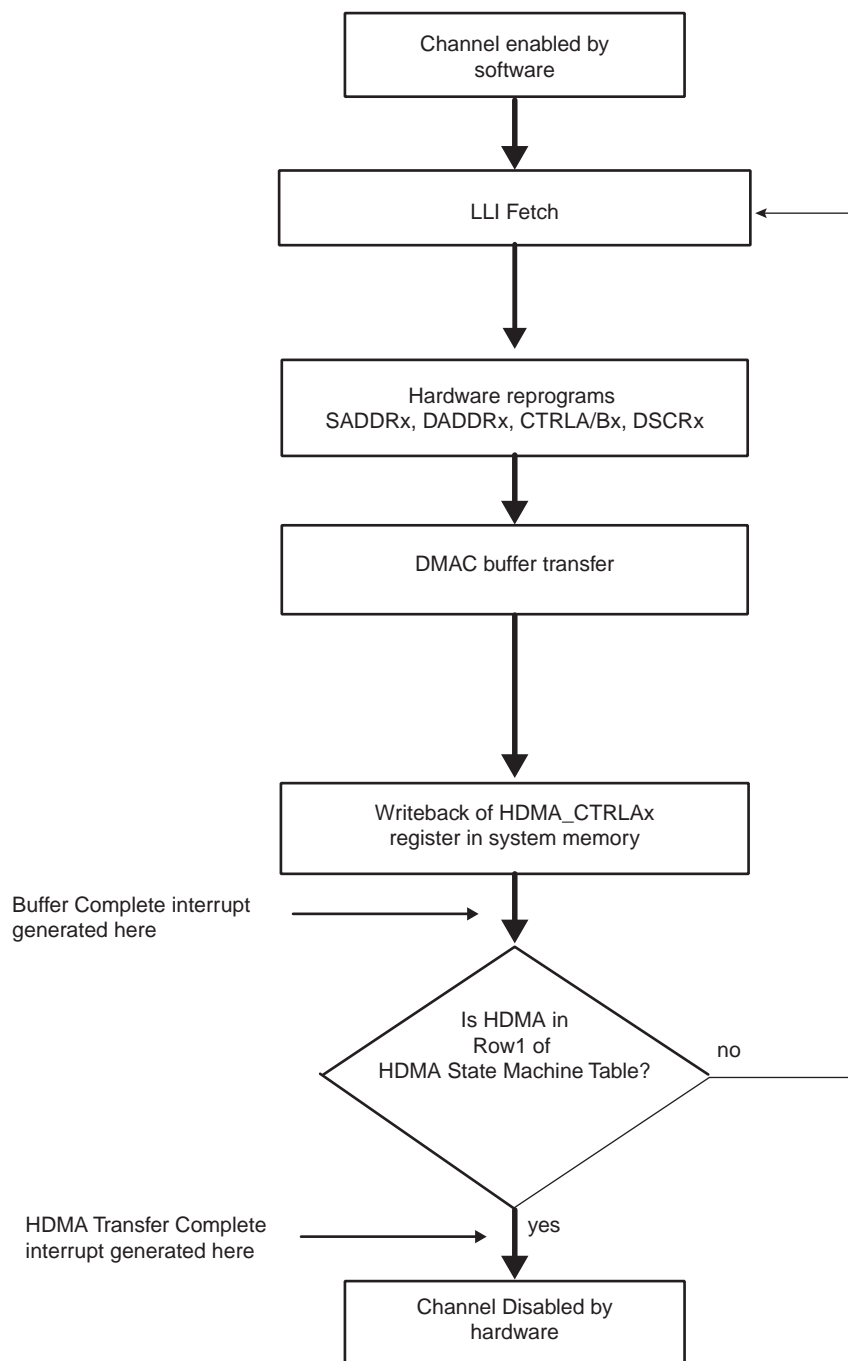 Channel enabled by
software
LLI Fetch
Hardware reprograms
SADDRx, DADDRx, CTRLA/Bx, DSCRx
DMAC buffer transfer
Writeback of HDMA_CTRLAx
register in system memory
Buffer Complete interrupt
generated here
Is HDMA in
Row1 of
HDMA State Machine Table?
no
HDMA Transfer Complete
interrupt generated here
yes
Channel Disabled by
hardware